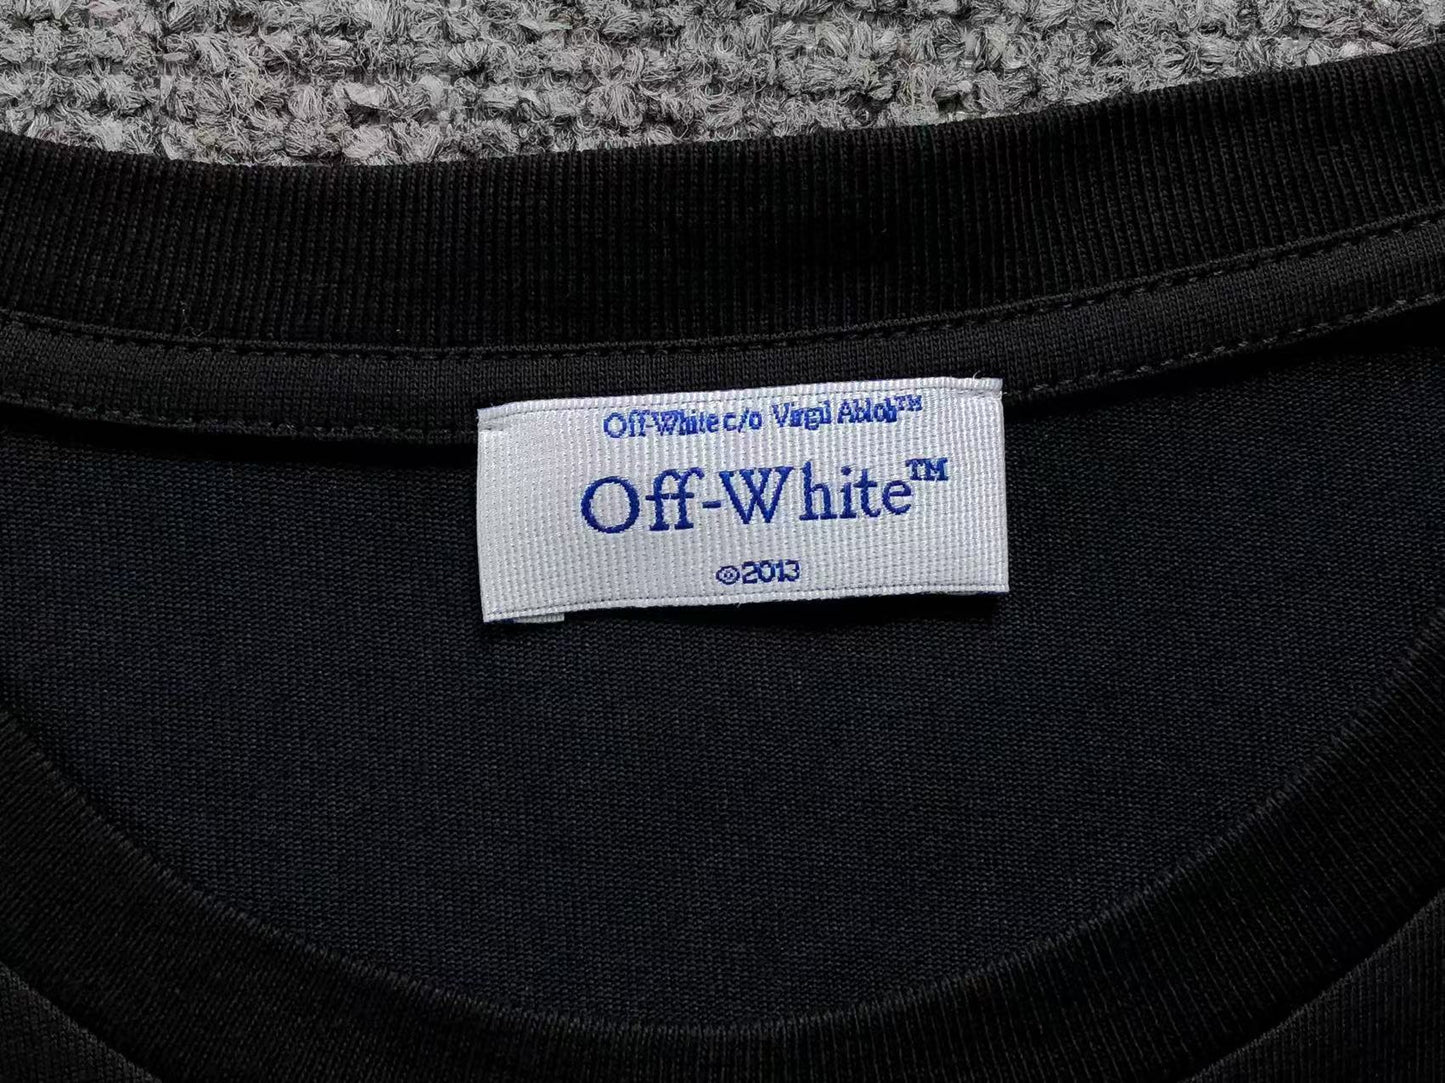 Off-White c/o Virgil Abloh™
Off-White™
©2013